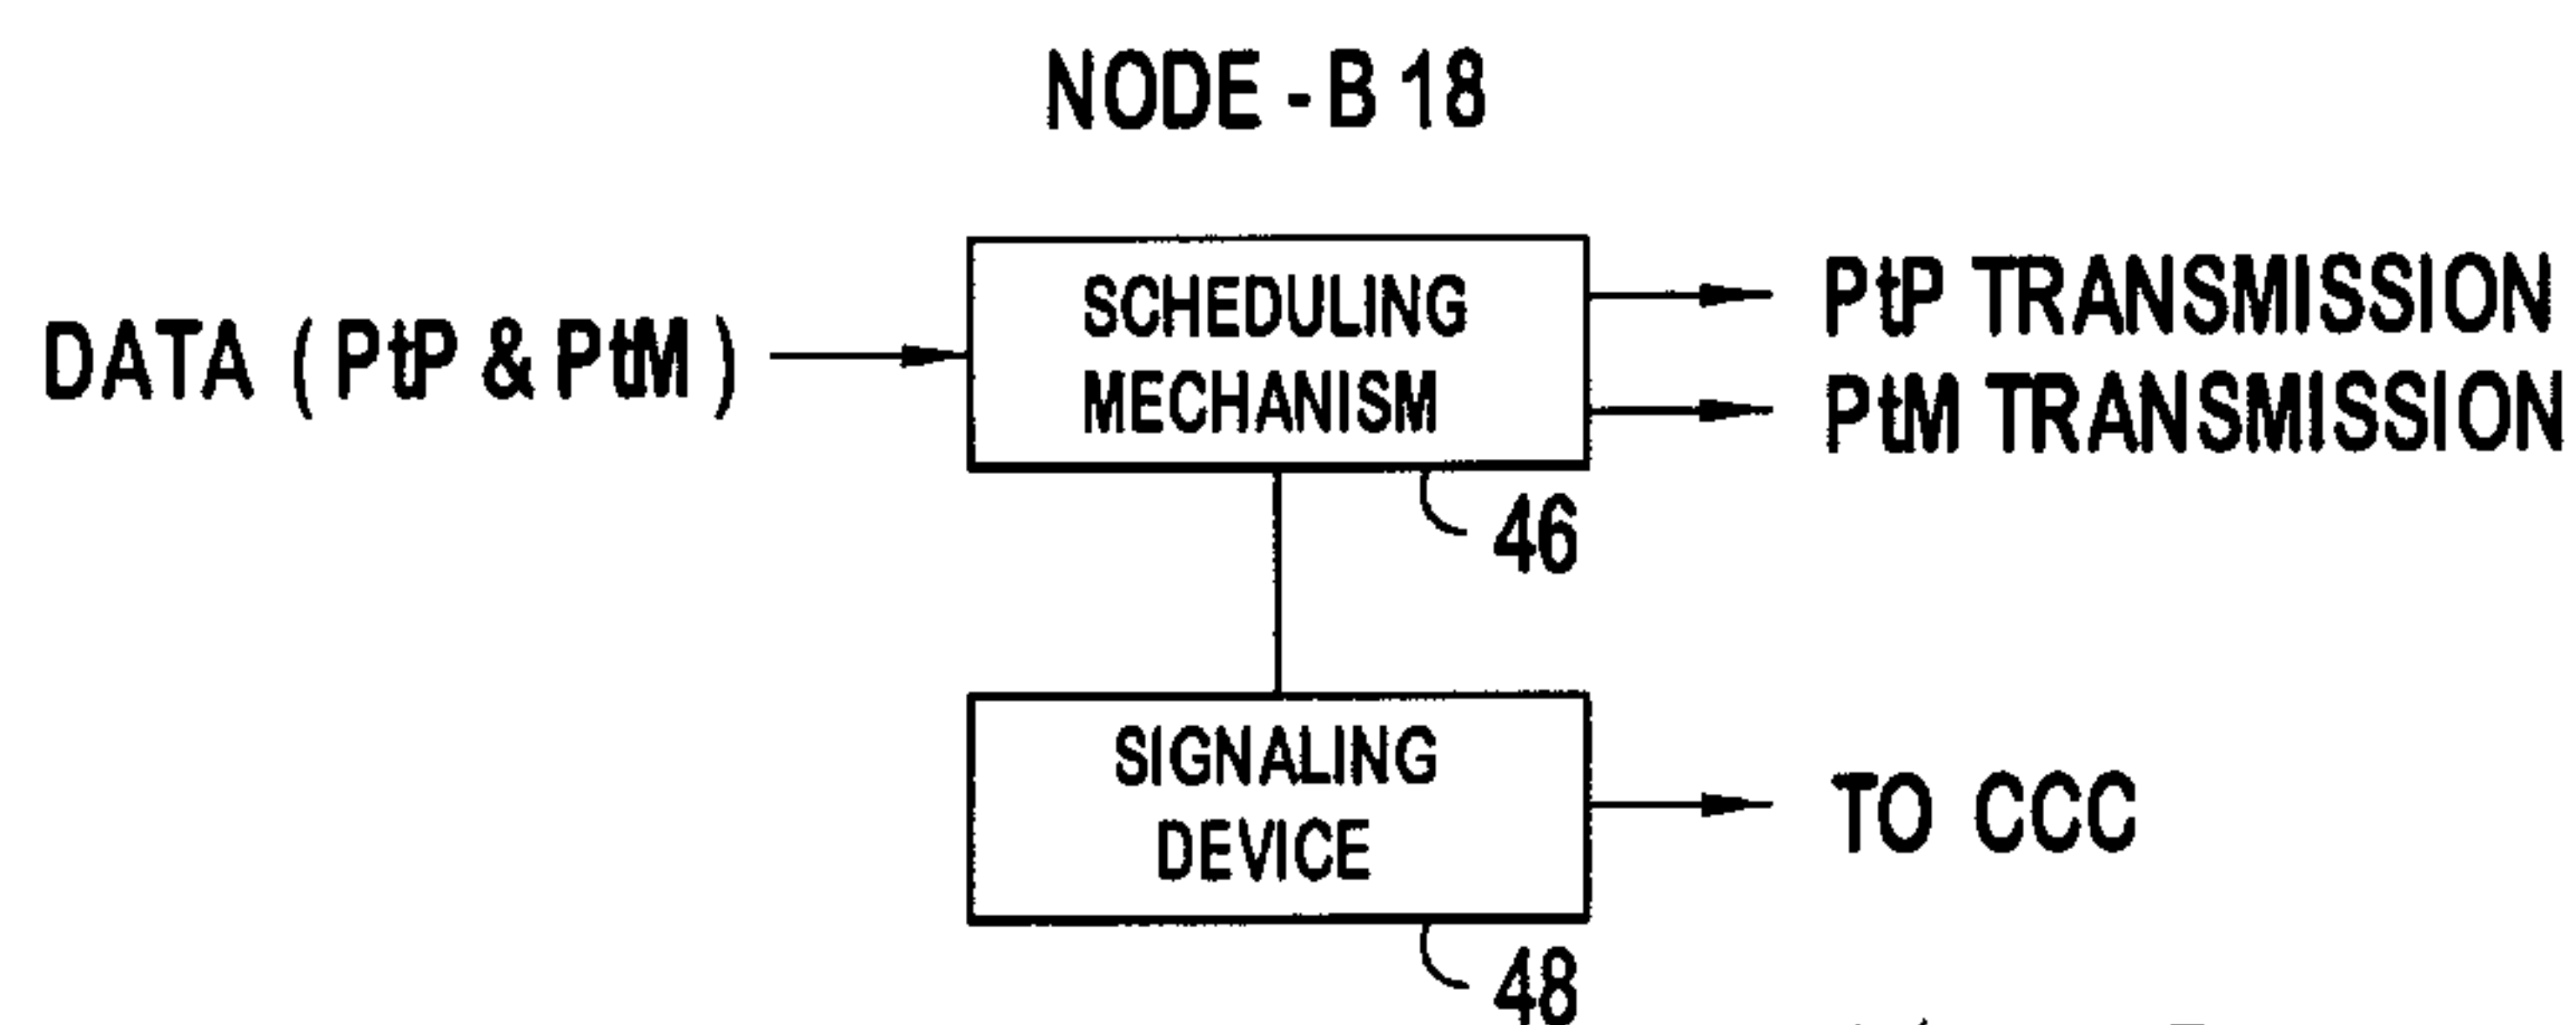 NODE - B 18
DATA ( PtP & PtM )
SCHEDULING
MECHANISM
PtP TRANSMISSION
PtM TRANSMISSION
46
SIGNALING
DEVICE
TO CCC
48